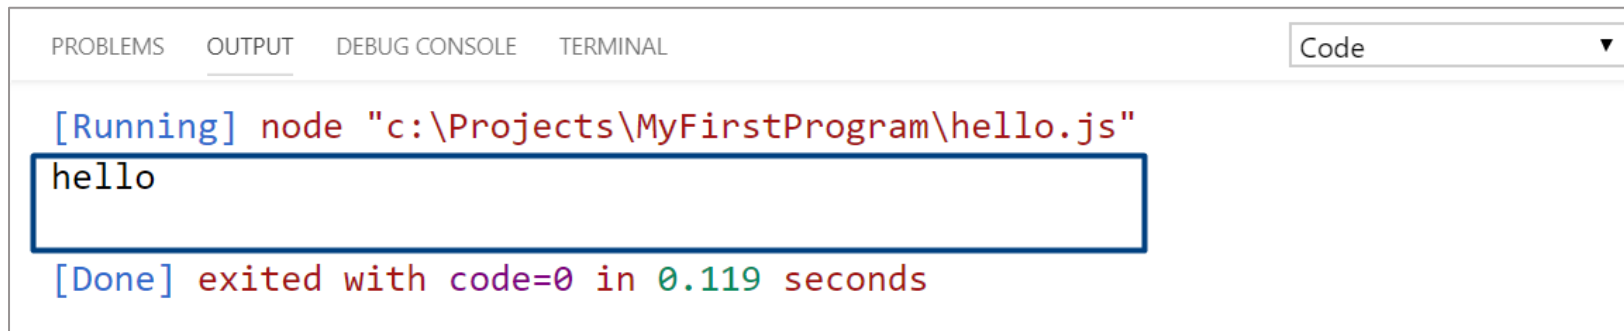 PROBLEMS OUTPUT DEBUG CONSOLE TERMINAL Code
[Running] node "c:\Projects\MyFirstProgram\hello.js"
hello
[Done] exited with code=0 in 0.119 seconds